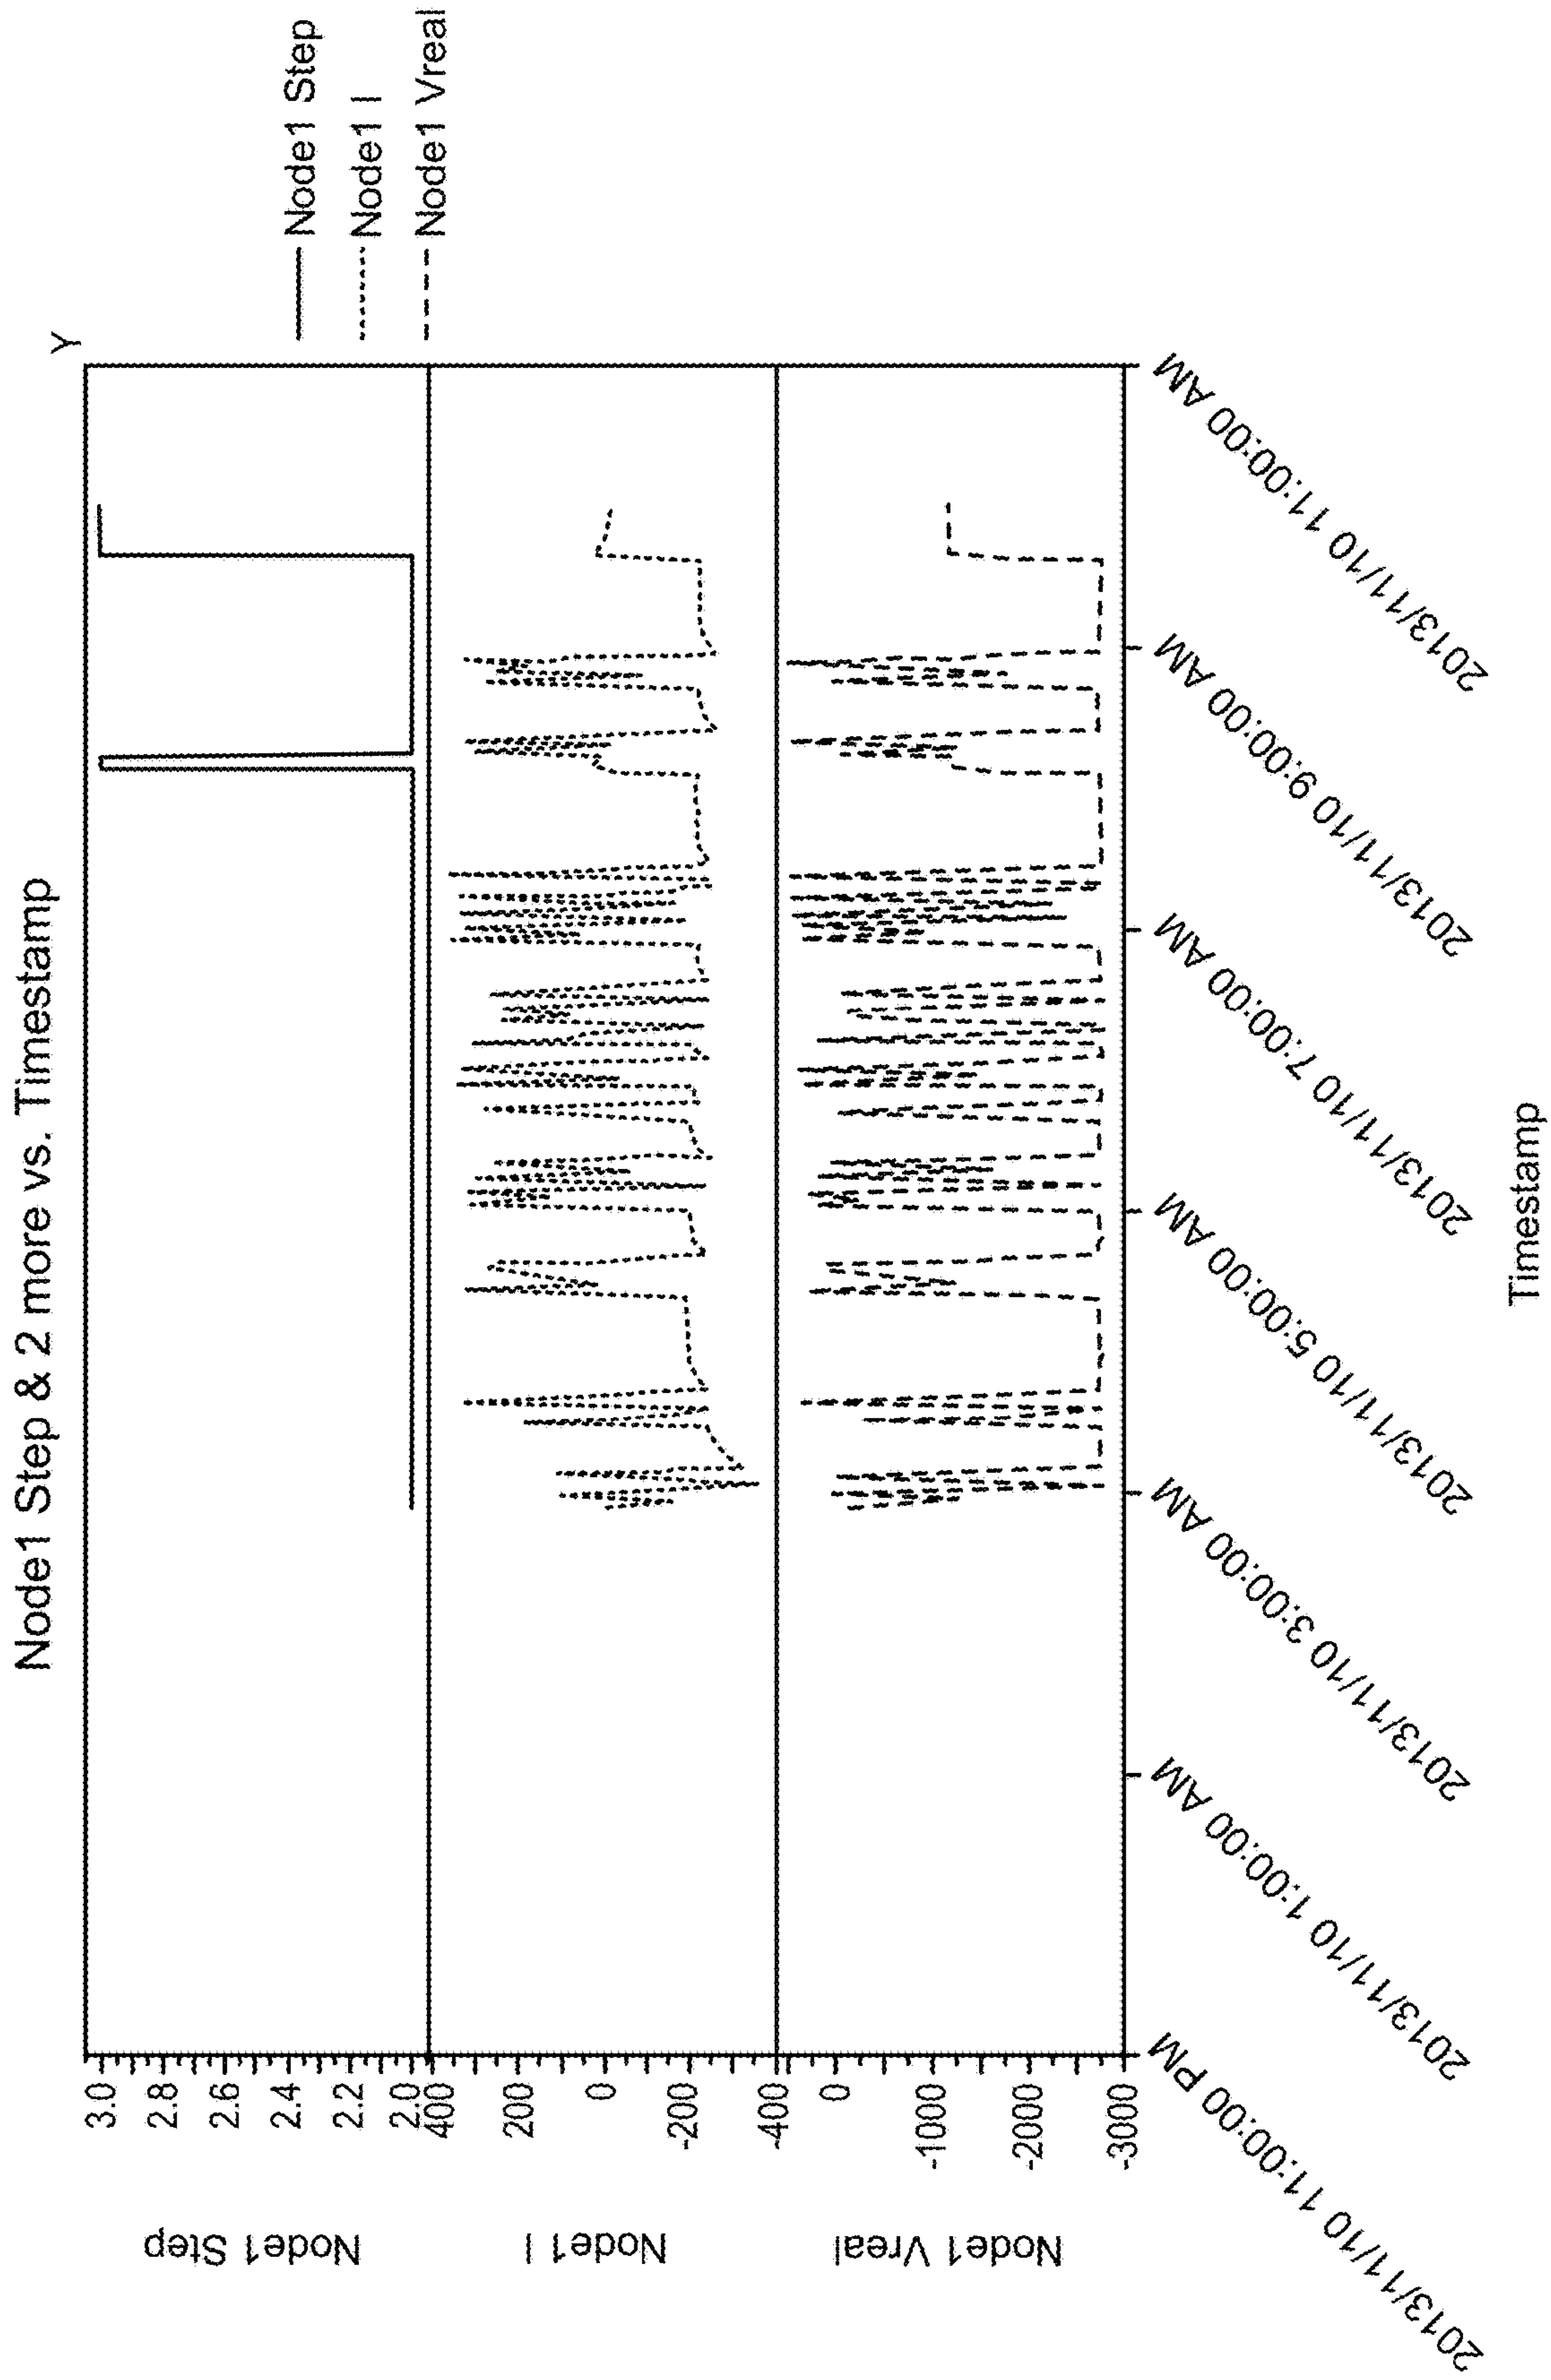 Node1 Step & 2 more vs. Timestamp
Y
Node1 Step
Node1 I
Node1 Vreal
Node1 Step
3.0
2.8
2.6
2.4
2.2
2.0
Node1 I
400
200
0
-200
-400
Node1 Vreal
0
-1000
-2000
-3000
2013/11/10 11:00:00 PM
2013/11/10 1:00:00 AM
2013/11/10 3:00:00 AM
2013/11/10 5:00:00 AM
2013/11/10 7:00:00 AM
2013/11/10 9:00:00 AM
2013/11/10 11:00:00 AM
Timestamp